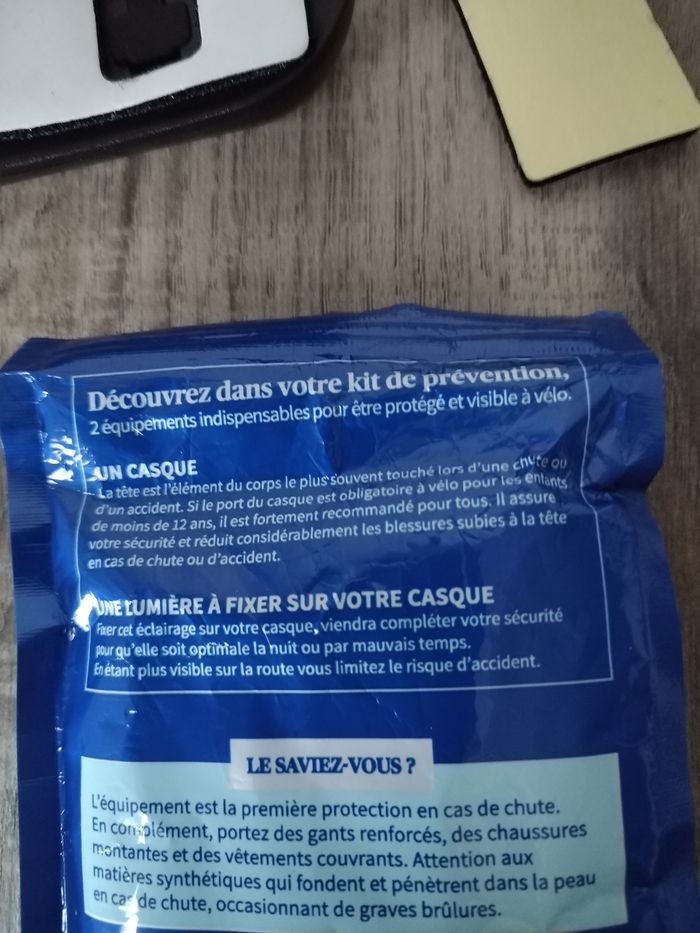 Découvrez dans votre kit de prévention,
2 équipements indispensables pour être protégé et visible à vélo.
UN CASQUE
La tête est l'élément du corps le plus souvent touché lors d'une chute ou
d'un accident. Si le port du casque est obligatoire à vélo pour les enfants
de moins de 12 ans, il est fortement recommandé pour tous. Il assure
votre sécurité et réduit considérablement les blessures subies à la tête
en cas de chute ou d'accident.
UNE LUMIÈRE À FIXER SUR VOTRE CASQUE
Fixer cet éclairage sur votre casque, viendra compléter votre sécurité
pour qu'elle soit optimale la nuit ou par mauvais temps.
En étant plus visible sur la route vous limitez le risque d'accident.
LE SAVIEZ-VOUS ?
L'équipement est la première protection en cas de chute.
En complément, portez des gants renforcés, des chaussures
montantes et des vêtements couvrants. Attention aux
matières synthétiques qui fondent et pénètrent dans la peau
en cas de chute, occasionnant de graves brûlures.